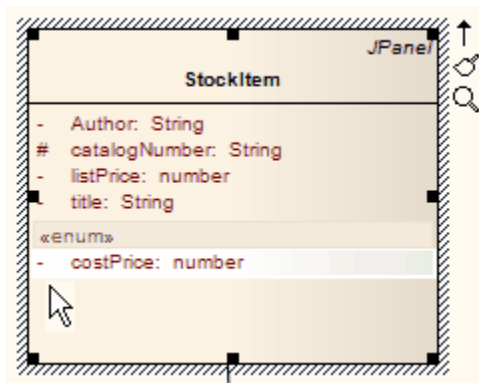 JPanel
StockItem
- Author: String
# catalogNumber: String
- listPrice: number
- title: String
«enum»
- costPrice: number